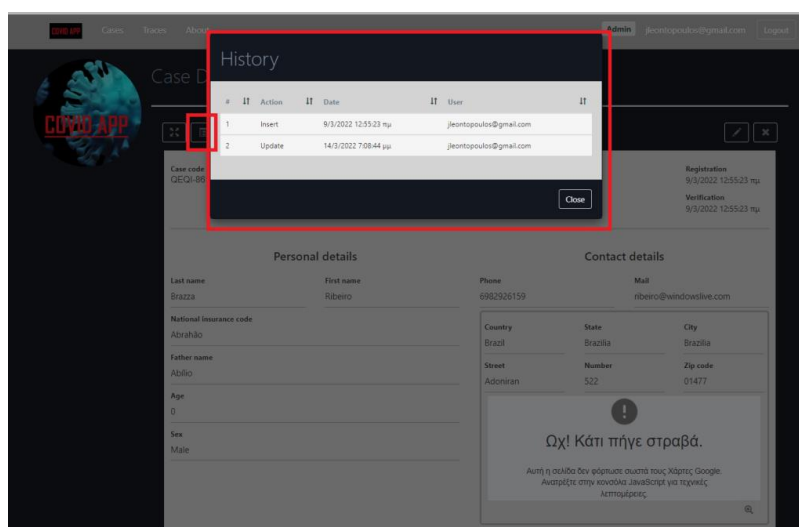 COVID APP Cases Traces About Admin jleontopoulos@gmail.com Logout
History
Case D
COVID APP
# Action Date User
1 Insert 9/3/2022 12:55:23 πμ jleontopoulos@gmail.com
2 Update 14/3/2022 7:08:44 μμ jleontopoulos@gmail.com
Close
Case code Registration
QEQI-86 9/3/2022 12:55:23 πμ
Verification
9/3/2022 12:55:23 πμ
Personal details Contact details
Last name First name Phone Mail
Brazza Ribeiro 6982926159 ribeiro@windowslive.com
National insurance code
Abrahão
Country State City
Brazil Brazilia Brazilia
Father name
Abílio
Street Number Zip code
Adoniran 522 01477
Age
0
Sex
Male
Ωχ! Κάτι πήγε στραβά.
Αυτή η σελίδα δεν φόρτωσε σωστά τους Χάρτες Google.
Ανατρέξτε στην κονσόλα JavaScript για τεχνικές
λεπτομέρειες.